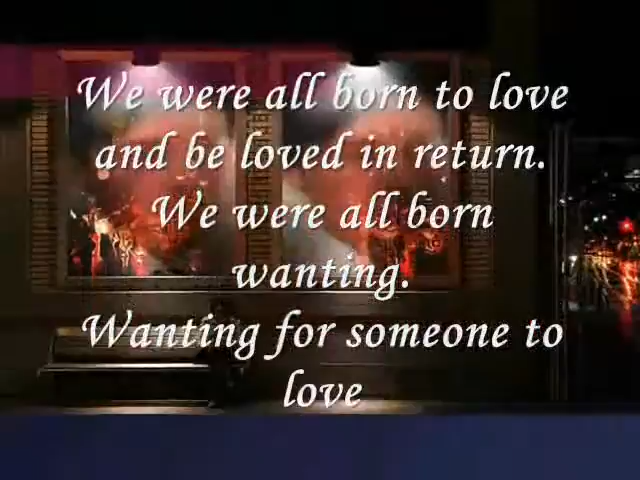 We were all born to love
and be loved in return.
We were all born
wanting.
Wanting for someone to
love